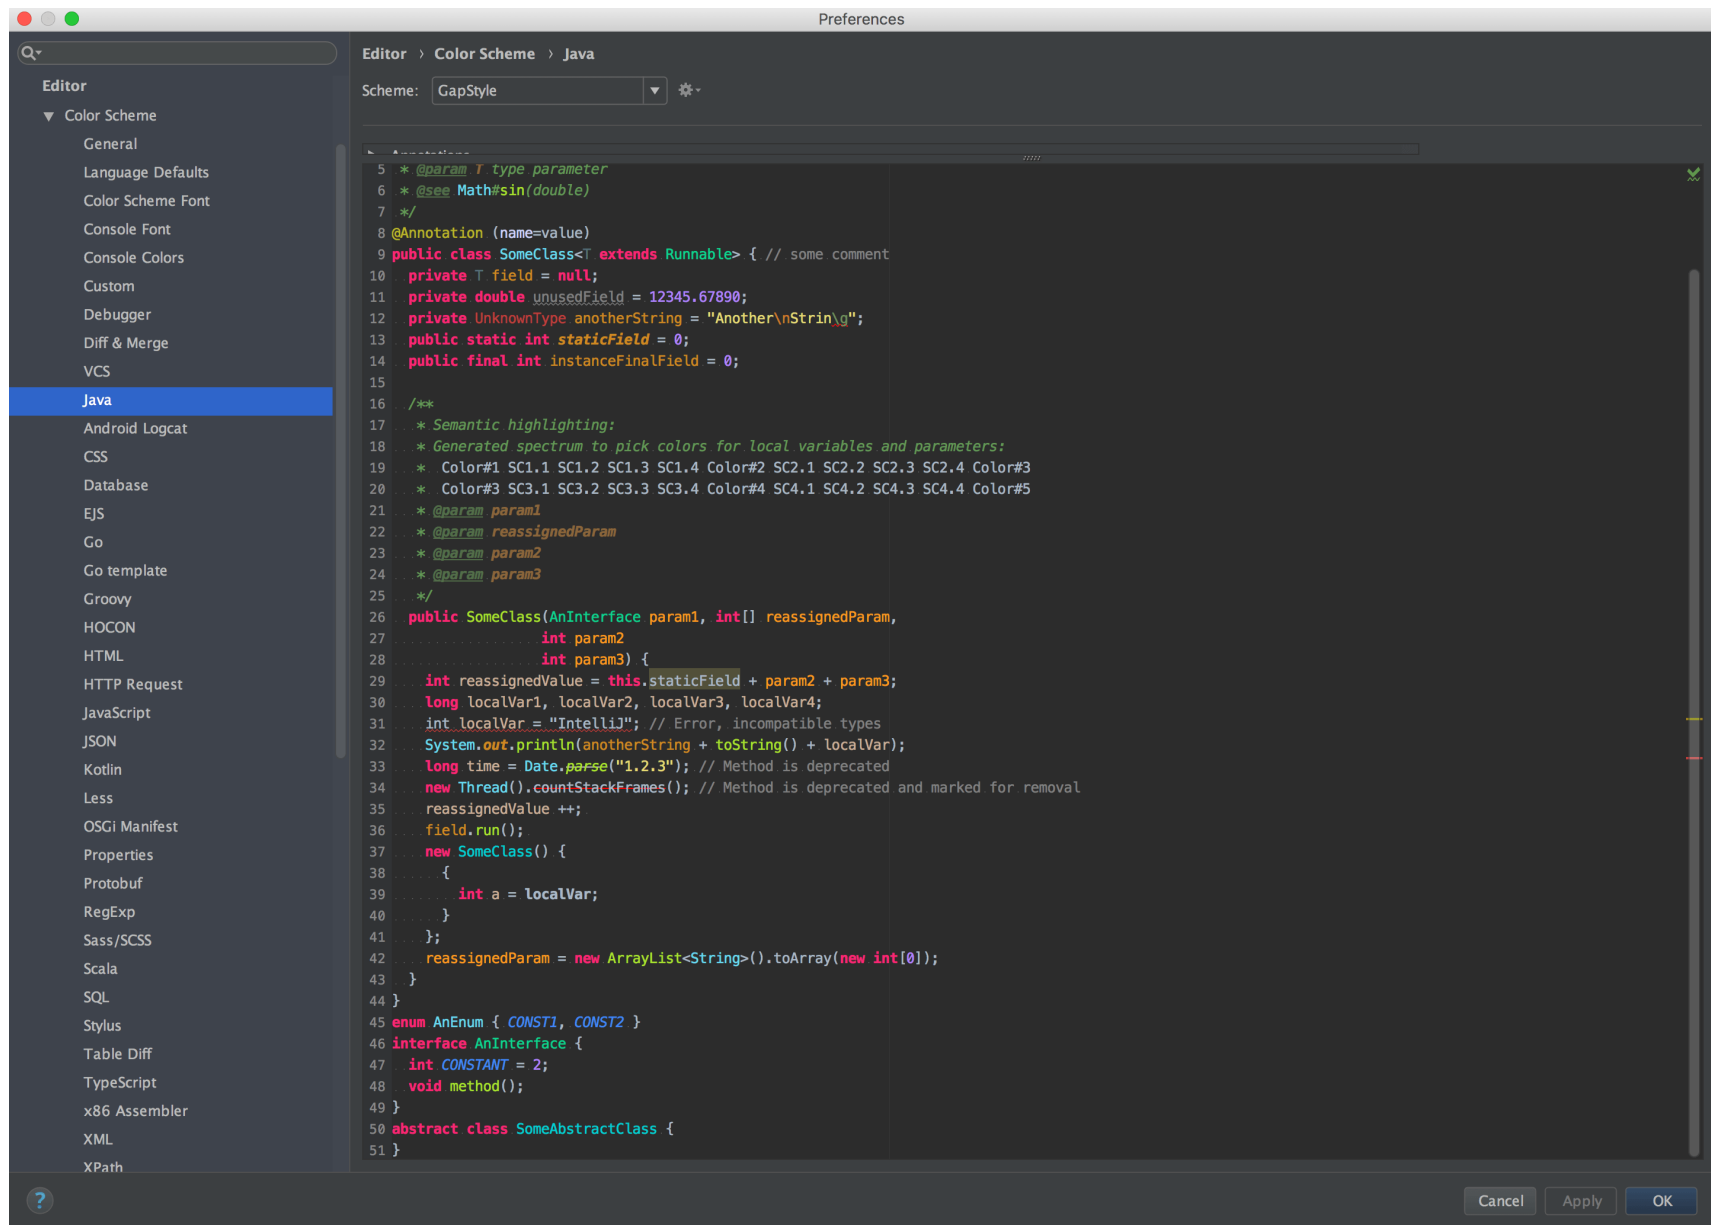 Preferences
Editor
Color Scheme
General
Language Defaults
Color Scheme Font
Console Font
Console Colors
Custom
Debugger
Diff & Merge
VCS
Java
Android Logcat
CSS
Database
EJS
Go
Go template
Groovy
HOCON
HTML
HTTP Request
JavaScript
JSON
Kotlin
Less
OSGi Manifest
Properties
Protobuf
RegExp
Sass/SCSS
Scala
SQL
Stylus
Table Diff
TypeScript
x86 Assembler
XML
XPath
Editor › Color Scheme › Java
Scheme: GapStyle
Annotations
5 * @param T type parameter
6 * @see Math#sin(double)
7 */
8 @Annotation (name=value)
9 public class SomeClass<T extends Runnable> { // some comment
10 private T field = null;
11 private double unusedField = 12345.67890;
12 private UnknownType anotherString = "Another\nStrin\g";
13 public static int staticField = 0;
14 public final int instanceFinalField = 0;
15
16 /**
17 * Semantic highlighting:
18 * Generated spectrum to pick colors for local variables and parameters:
19 * Color#1 SC1.1 SC1.2 SC1.3 SC1.4 Color#2 SC2.1 SC2.2 SC2.3 SC2.4 Color#3
20 * Color#3 SC3.1 SC3.2 SC3.3 SC3.4 Color#4 SC4.1 SC4.2 SC4.3 SC4.4 Color#5
21 * @param param1
22 * @param reassignedParam
23 * @param param2
24 * @param param3
25 */
26 public SomeClass(AnInterface param1, int[] reassignedParam,
27 int param2
28 int param3) {
29 int reassignedValue = this.staticField + param2 + param3;
30 long localVar1, localVar2, localVar3, localVar4;
31 int localVar = "IntelliJ"; // Error, incompatible types
32 System.out.println(anotherString + toString() + localVar);
33 long time = Date.parse("1.2.3"); // Method is deprecated
34 new Thread().countStackFrames(); // Method is deprecated and marked for removal
35 reassignedValue ++;
36 field.run();
37 new SomeClass() {
38 {
39 int a = localVar;
40 }
41 };
42 reassignedParam = new ArrayList<String>().toArray(new int[0]);
43 }
44 }
45 enum AnEnum { CONST1, CONST2 }
46 interface AnInterface {
47 int CONSTANT = 2;
48 void method();
49 }
50 abstract class SomeAbstractClass {
51 }
?
Cancel
Apply
OK